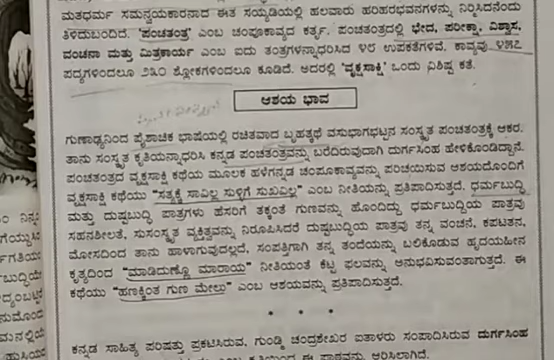 ಮತಧರ್ಮ ಸಮನ್ವಯಕಾರನಾದ ಈತ ಸಯ್ಯಡಿಯಲ್ಲಿ ಹಲವಾರು ಹರಿಹರಭವನಗಳನ್ನು ನಿರ್ಮಿಸಿದನೆಂದು
ತಿಳಿದುಬಂದಿದೆ. 'ಪಂಚತಂತ್ರ' ಎಂಬ ಚಂಪೂಕಾವ್ಯದ ಕರ್ತೃ. ಪಂಚತಂತ್ರದಲ್ಲಿ ಭೇದ, ಪರೀಕ್ಷಾ, ವಿಶ್ವಾಸ,
ವಂಚನಾ ಮತ್ತು ಮಿತ್ರಕಾರ್ಯ ಎಂಬ ಐದು ತಂತ್ರಗಳನ್ನಾಧರಿಸಿದ ೪೮ ಉಪಕತೆಗಳಿವೆ. ಕಾವ್ಯವು ೪೫೭
ಪದ್ಯಗಳಿಂದಲೂ ೨೩೦ ಶ್ಲೋಕಗಳಿಂದಲೂ ಕೂಡಿದೆ. ಅದರಲ್ಲಿ 'ವೃಕ್ಷಸಾಕ್ಷಿ' ಒಂದು ವಿಶಿಷ್ಟ ಕತೆ.
ಆಶಯ ಭಾವ
ಗುಣಾಢ್ಯನಿಂದ ಪೈಶಾಚಿಕ ಭಾಷೆಯಲ್ಲಿ ರಚಿತವಾದ ಬೃಹತ್ಕಥೆ ವಸುಭಾಗಭಟ್ಟನ ಸಂಸ್ಕೃತ ಪಂಚತಂತ್ರಕ್ಕೆ ಆಕರ.
ತಾನು ಸಂಸ್ಕೃತ ಕೃತಿಯನ್ನಾಧರಿಸಿ ಕನ್ನಡ ಪಂಚತಂತ್ರವನ್ನು ಬರೆದಿರುವುದಾಗಿ ದುರ್ಗಸಿಂಹ ಹೇಳಿಕೊಂಡಿದ್ದಾನೆ.
ಪಂಚತಂತ್ರದ ವೃಕ್ಷಸಾಕ್ಷಿ ಕಥೆಯ ಮೂಲಕ ಹಳೆಗನ್ನಡ ಚಂಪೂಕಾವ್ಯವನ್ನು ಪರಿಚಯಿಸುವ ಆಶಯದೊಂದಿಗೆ
ವೃಕ್ಷಸಾಕ್ಷಿ ಕಥೆಯು "ಸತ್ಯಕ್ಕೆ ಸಾವಿಲ್ಲ ಸುಳ್ಳಿಗೆ ಸುಖವಿಲ್ಲ" ಎಂಬ ನೀತಿಯನ್ನು ಪ್ರತಿಪಾದಿಸುತ್ತದೆ. ಧರ್ಮಬುದ್ಧಿ
ಮತ್ತು ದುಷ್ಟಬುದ್ಧಿ ಪಾತ್ರಗಳು ಹೆಸರಿಗೆ ತಕ್ಕಂತೆ ಗುಣವನ್ನು ಹೊಂದಿದ್ದು ಧರ್ಮಬುದ್ಧಿಯ ಪಾತ್ರವು
ಸಹನಶೀಲತೆ, ಸುಸಂಸ್ಕೃತ ವ್ಯಕ್ತಿತ್ವವನ್ನು ನಿರೂಪಿಸಿದರೆ ದುಷ್ಟಬುದ್ಧಿಯ ಪಾತ್ರವು ತನ್ನ ವಂಚನೆ, ಕಪಟತನ,
ಮೋಸದಿಂದ ತಾನು ಹಾಳಾಗುವುದಲ್ಲದೆ, ಸಂಪತ್ತಿಗಾಗಿ ತನ್ನ ತಂದೆಯನ್ನು ಬಲಿಕೊಡುವ ಹೃದಯಹೀನ
ಕೃತ್ಯದಿಂದ "ಮಾಡಿದುಣ್ಣೊ ಮಾರಾಯ" ನೀತಿಯಂತೆ ಕೆಟ್ಟ ಫಲವನ್ನು ಅನುಭವಿಸುವಂತಾಗುತ್ತದೆ. ಈ
ಕಥೆಯು "ಹಣಕ್ಕಿಂತ ಗುಣ ಮೇಲು" ಎಂಬ ಆಶಯವನ್ನು ಪ್ರತಿಪಾದಿಸುತ್ತದೆ.
* * *
ಕನ್ನಡ ಸಾಹಿತ್ಯ ಪರಿಷತ್ತು ಪ್ರಕಟಿಸಿರುವ, ಗುಂಡ್ಮಿ ಚಂದ್ರಶೇಖರ ಐತಾಳರು ಸಂಪಾದಿಸಿರುವ ದುರ್ಗಸಿಂಹ